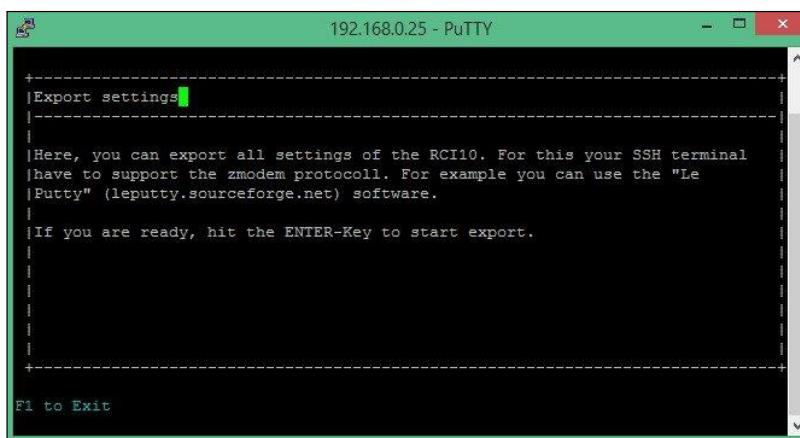 192.168.0.25 - PuTTY
Export settings
Here, you can export all settings of the RCI10. For this your SSH terminal
have to support the zmodem protocoll. For example you can use the "Le
Putty" (leputty.sourceforge.net) software.
If you are ready, hit the ENTER-Key to start export.
F1 to Exit